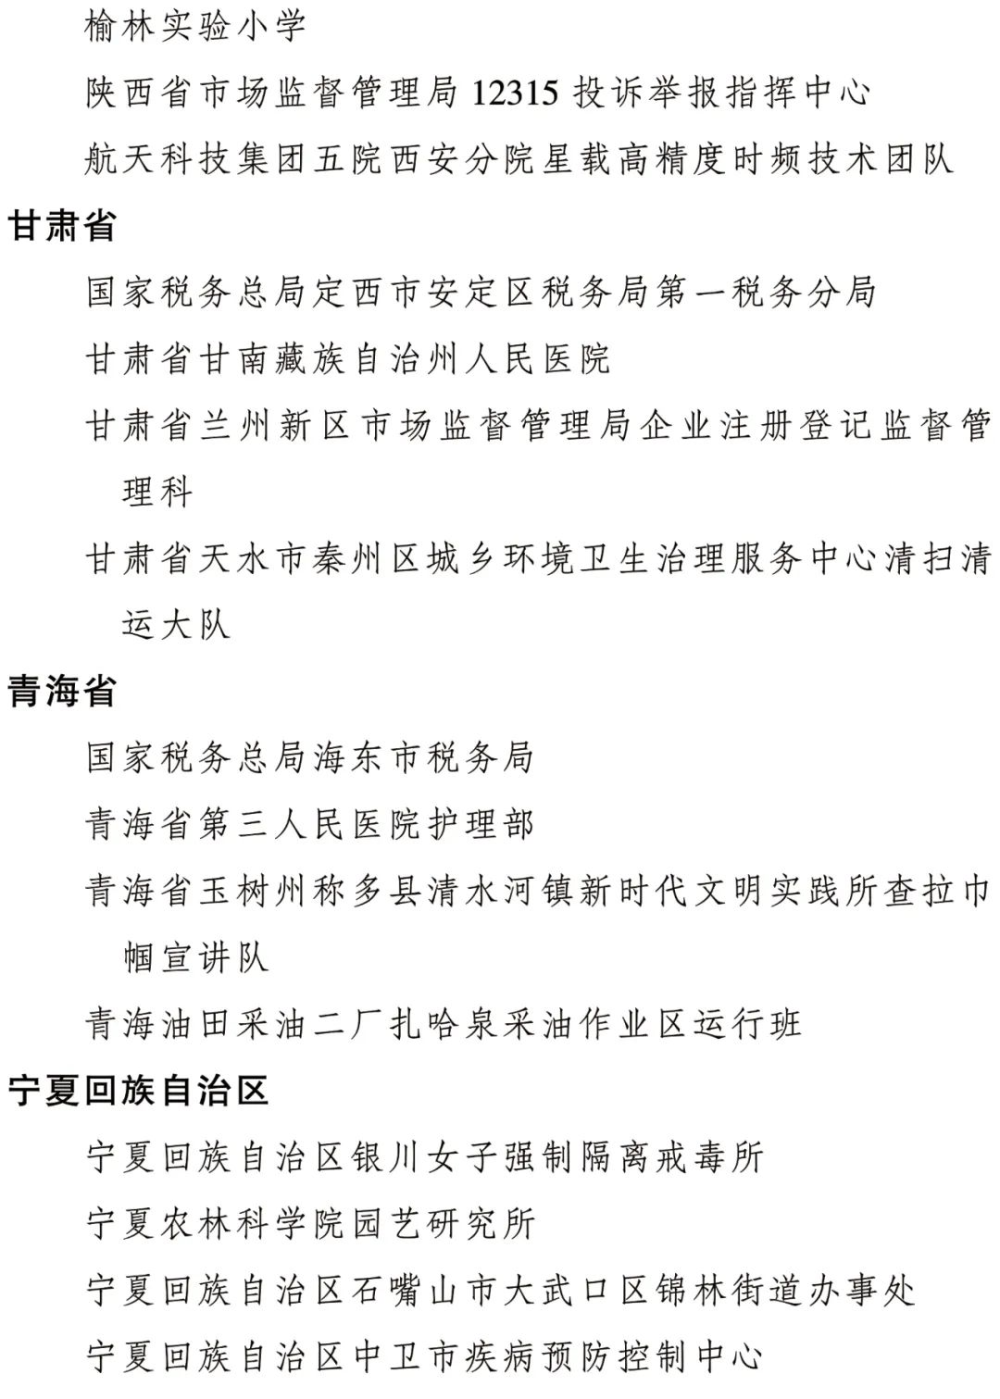 榆林实验小学
陕西省市场监督管理局 12315 投诉举报指挥中心
航天科技集团五院西安分院星载高精度时频技术团队
甘肃省
国家税务总局定西市安定区税务局第一税务分局
甘肃省甘南藏族自治州人民医院
甘肃省兰州新区市场监督管理局企业注册登记监督管
理科
甘肃省天水市秦州区城乡环境卫生治理服务中心清扫清
运大队
青海省
国家税务总局海东市税务局
青海省第三人民医院护理部
青海省玉树州称多县清水河镇新时代文明实践所查拉巾
帼宣讲队
青海油田采油二厂扎哈泉采油作业区运行班
宁夏回族自治区
宁夏回族自治区银川女子强制隔离戒毒所
宁夏农林科学院园艺研究所
宁夏回族自治区石嘴山市大武口区锦林街道办事处
宁夏回族自治区中卫市疾病预防控制中心